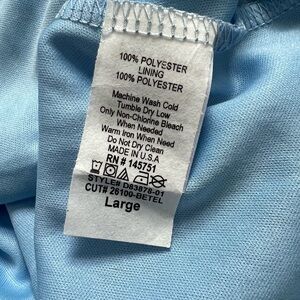 100% POLYESTER
LINING
100% POLYESTER
Machine Wash Cold
Tumble Dry Low
Only Non-Chlorine Bleach
When Needed
Warm Iron When Needed
Do Not Dry Clean
MADE IN U.S.A
RN # 145751
STYLE# D83878-01
CUT# 26100-BETEL
Large